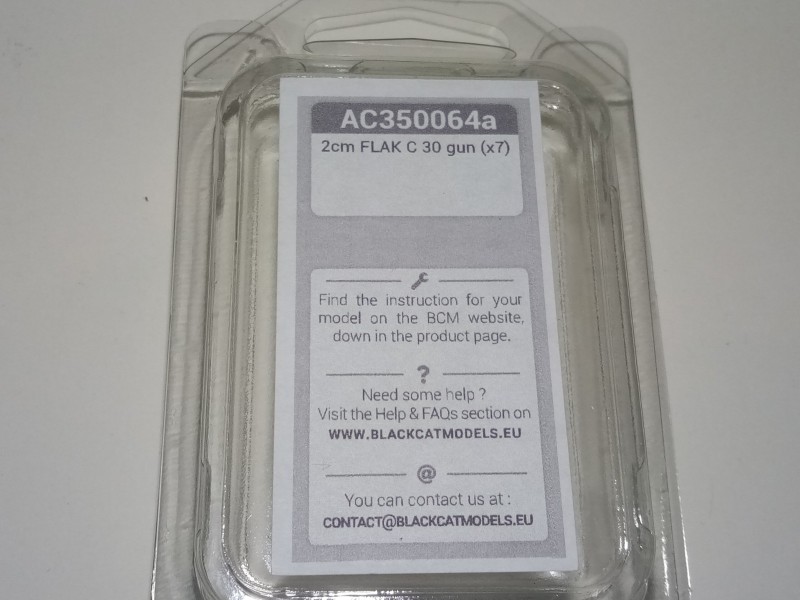 AC350064a
2cm FLAK C 30 gun (x7)
Find the instruction for your
model on the BCM website,
down in the product page.
?
Need some help ?
Visit the Help & FAQs section on
WWW.BLACKCATMODELS.EU
@
You can contact us at :
CONTACT@BLACKCATMODELS.EU